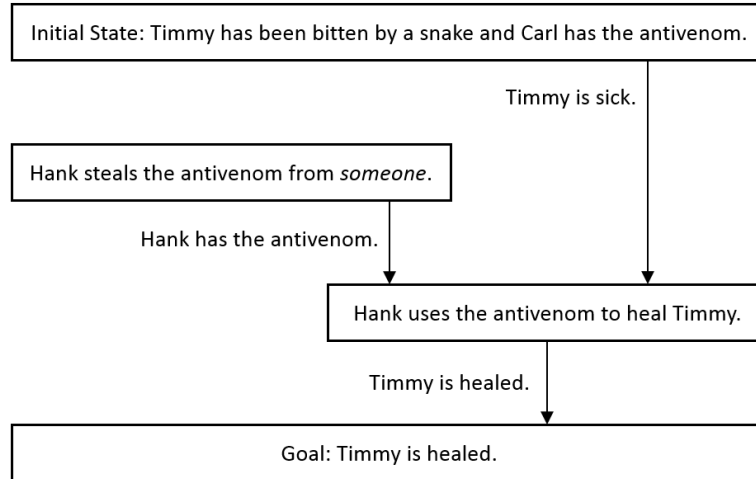 Initial State: Timmy has been bitten by a snake and Carl has the antivenom.
Timmy is sick.
Hank steals the antivenom from someone.
Hank has the antivenom.
Hank uses the antivenom to heal Timmy.
Timmy is healed.
Goal: Timmy is healed.